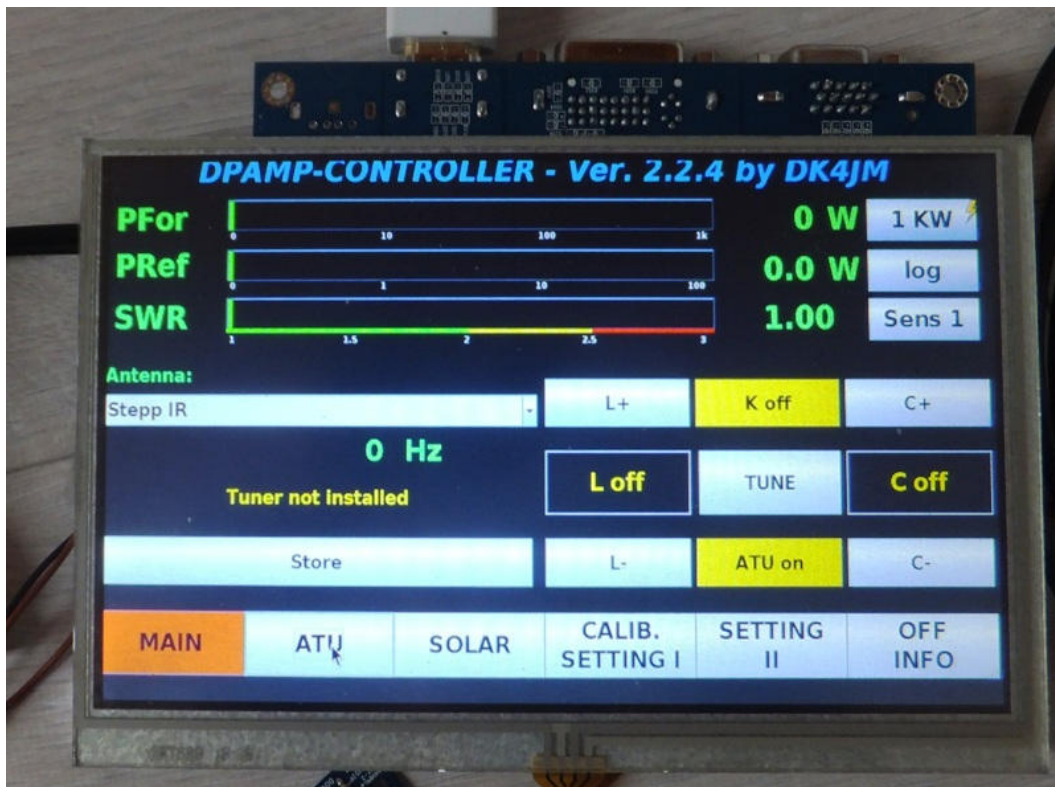 DPAMP-CONTROLLER - Ver. 2.2.4 by DK4JM
PFor
0 10 100 1k
0 W
1 KW
PRef
0 1 10 100
0.0 W
log
SWR
1 1.5 2 2.5 3
1.00
Sens 1
Antenna:
Stepp IR
L+
K off
C+
0 Hz
Tuner not installed
L off
TUNE
C off
Store
L-
ATU on
C-
MAIN
ATU
SOLAR
CALIB.
SETTING I
SETTING
II
OFF
INFO